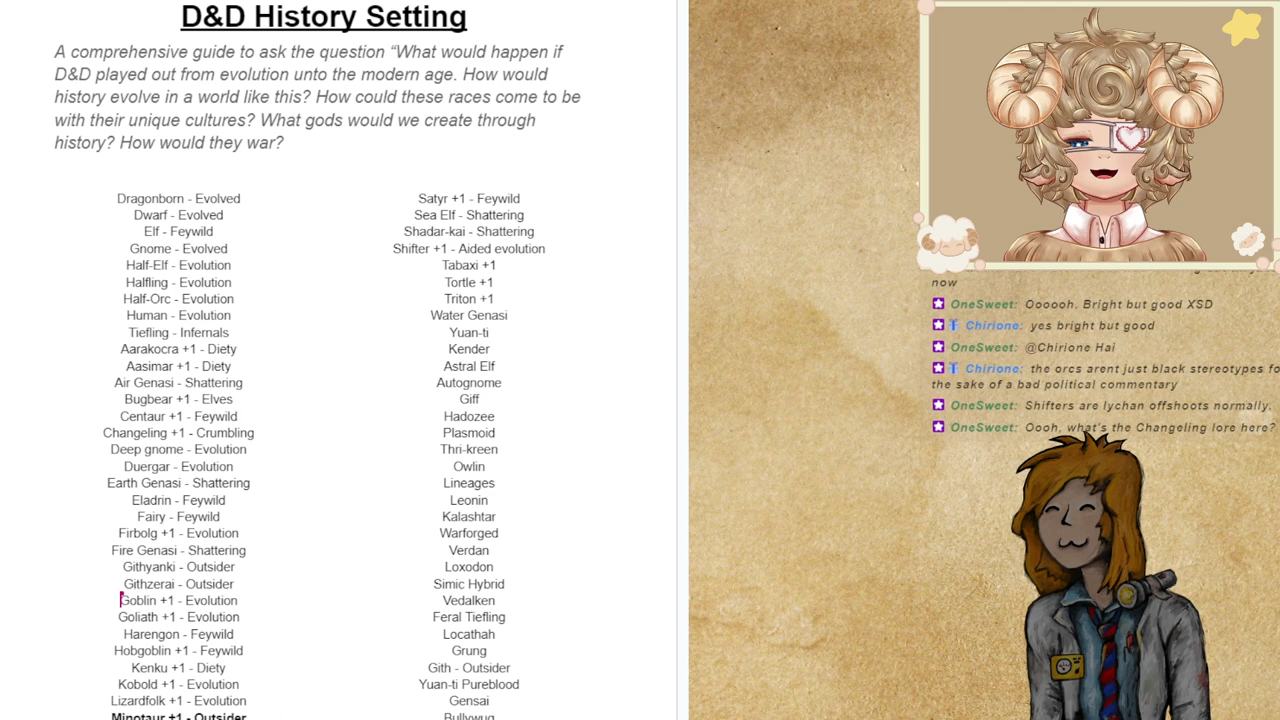 D&D History Setting
A comprehensive guide to ask the question “What would happen if
D&D played out from evolution unto the modern age. How would
history evolve in a world like this? How could these races come to be
with their unique cultures? What gods would we create through
history? How would they war?
Dragonborn - Evolved
Dwarf - Evolved
Elf - Feywild
Gnome - Evolved
Half-Elf - Evolution
Halfling - Evolution
Half-Orc - Evolution
Human - Evolution
Tiefling - Infernals
Aarakocra +1 - Diety
Aasimar +1 - Diety
Air Genasi - Shattering
Bugbear +1 - Elves
Centaur +1 - Feywild
Changeling +1 - Crumbling
Deep gnome - Evolution
Duergar - Evolution
Earth Genasi - Shattering
Eladrin - Feywild
Fairy - Feywild
Firbolg +1 - Evolution
Fire Genasi - Shattering
Githyanki - Outsider
Githzerai - Outsider
Goblin +1 - Evolution
Goliath +1 - Evolution
Harengon - Feywild
Hobgoblin +1 - Feywild
Kenku +1 - Diety
Kobold +1 - Evolution
Lizardfolk +1 - Evolution
Minotaur +1 - Outsider
Satyr +1 - Feywild
Sea Elf - Shattering
Shadar-kai - Shattering
Shifter +1 - Aided evolution
Tabaxi +1
Tortle +1
Triton +1
Water Genasi
Yuan-ti
Kender
Astral Elf
Autognome
Giff
Hadozee
Plasmoid
Thri-kreen
Owlin
Lineages
Leonin
Kalashtar
Warforged
Verdan
Loxodon
Simic Hybrid
Vedalken
Feral Tiefling
Locathah
Grung
Gith - Outsider
Yuan-ti Pureblood
Gensai
Bullywug
now
OneSweet: Oooooh. Bright but good XSD
Chirione: yes bright but good
OneSweet: @Chirione Hai
Chirione: the orcs arent just black stereotypes fo
the sake of a bad political commentary
OneSweet: Shifters are lychan offshoots normally.
OneSweet: Oooh, what's the Changeling lore here?